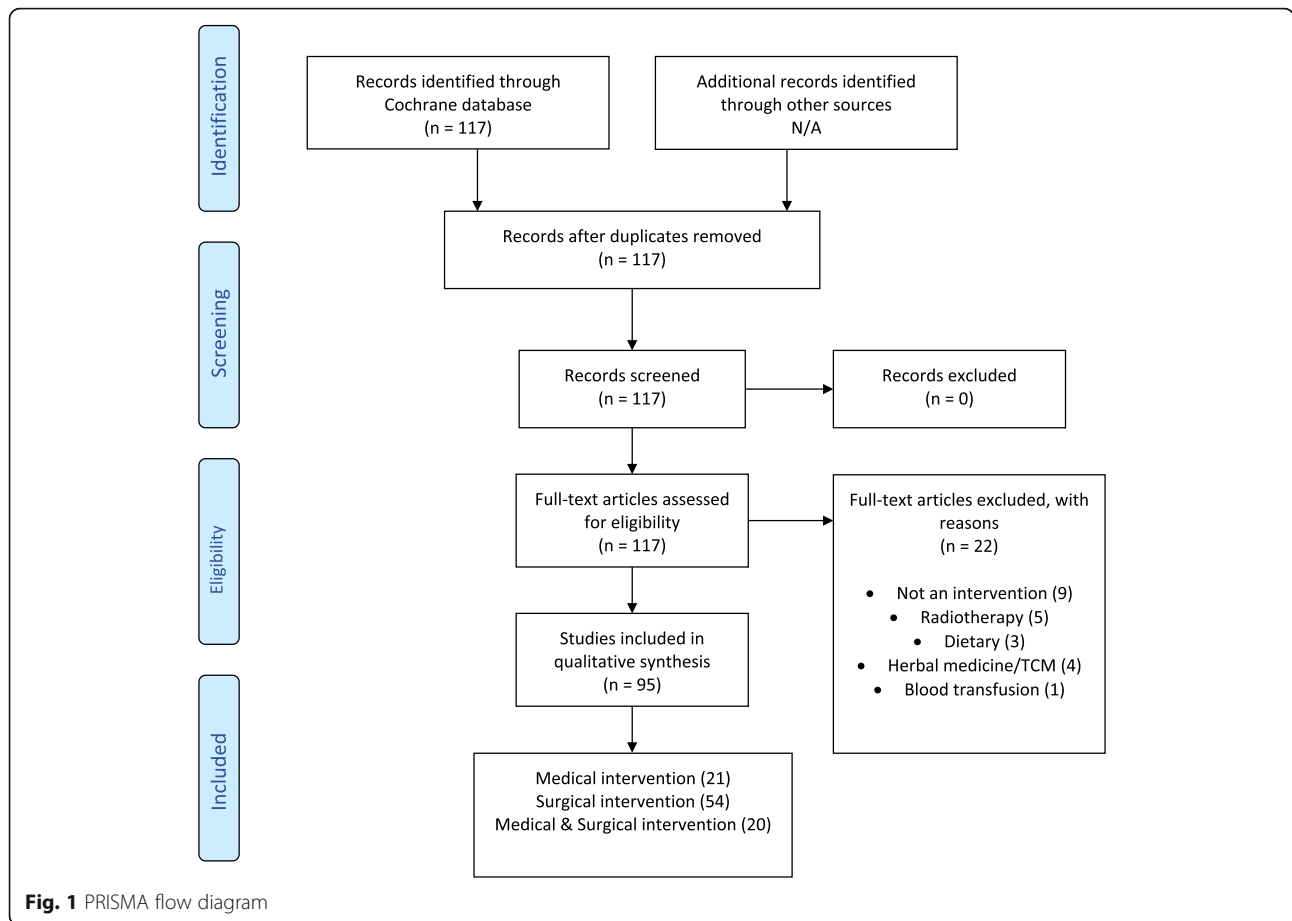 Identification
Records identified through
Cochrane database
(n = 117)
Additional records identified
through other sources
N/A
Records after duplicates removed
(n = 117)
Screening
Records screened
(n = 117)
Records excluded
(n = 0)
Eligibility
Full-text articles assessed
for eligibility
(n = 117)
Full-text articles excluded, with
reasons
(n = 22)
• Not an intervention (9)
• Radiotherapy (5)
• Dietary (3)
• Herbal medicine/TCM (4)
• Blood transfusion (1)
Studies included in
qualitative synthesis
(n = 95)
Included
Medical intervention (21)
Surgical intervention (54)
Medical & Surgical intervention (20)
Fig. 1 PRISMA flow diagram